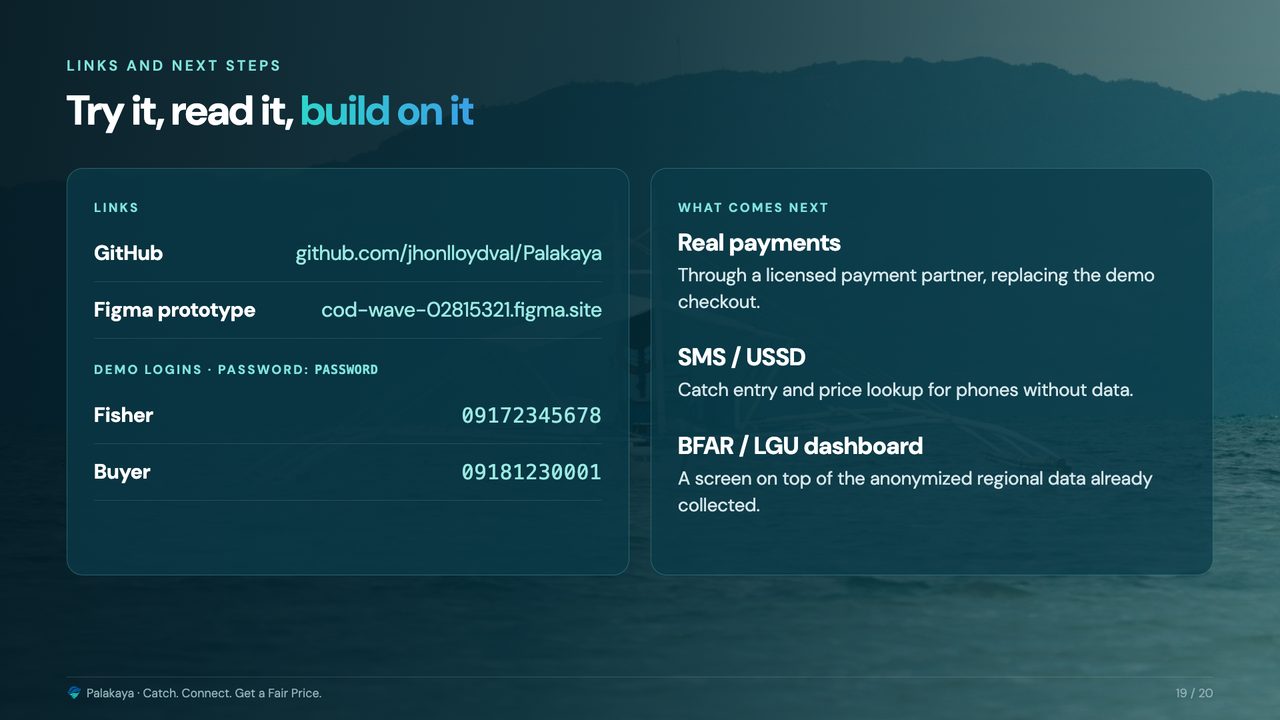 LINKS AND NEXT STEPS
Try it, read it, build on it
LINKS
GitHub github.com/jhonlloydval/Palakaya
Figma prototype cod-wave-02815321.figma.site
DEMO LOGINS · PASSWORD: PASSWORD
Fisher 09172345678
Buyer 09181230001
WHAT COMES NEXT
Real payments
Through a licensed payment partner, replacing the demo
checkout.
SMS / USSD
Catch entry and price lookup for phones without data.
BFAR / LGU dashboard
A screen on top of the anonymized regional data already
collected.
Palakaya · Catch. Connect. Get a Fair Price.
19 / 20